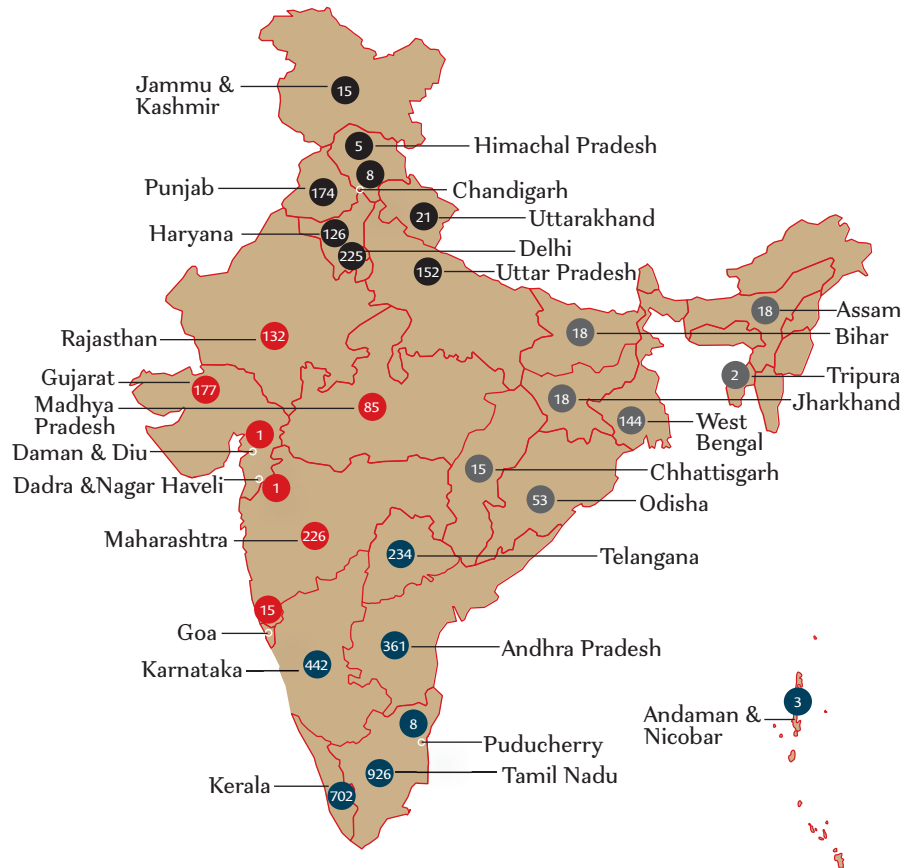 Jammu &
Kashmir
15
5
Himachal Pradesh
8
Chandigarh
Punjab
174
21
Uttarakhand
Haryana
126
Delhi
225
Uttar Pradesh
152
18
Assam
Rajasthan
132
18
Bihar
Gujarat
177
2
Tripura
Madhya
Pradesh
85
18
Jharkhand
144
West
Bengal
1
Daman & Diu
15
Chhattisgarh
Dadra &Nagar Haveli
1
53
Odisha
Maharashtra
226
234
Telangana
15
Goa
361
Andhra Pradesh
Karnataka
442
3
Andaman &
Nicobar
8
Puducherry
926
Tamil Nadu
Kerala
702